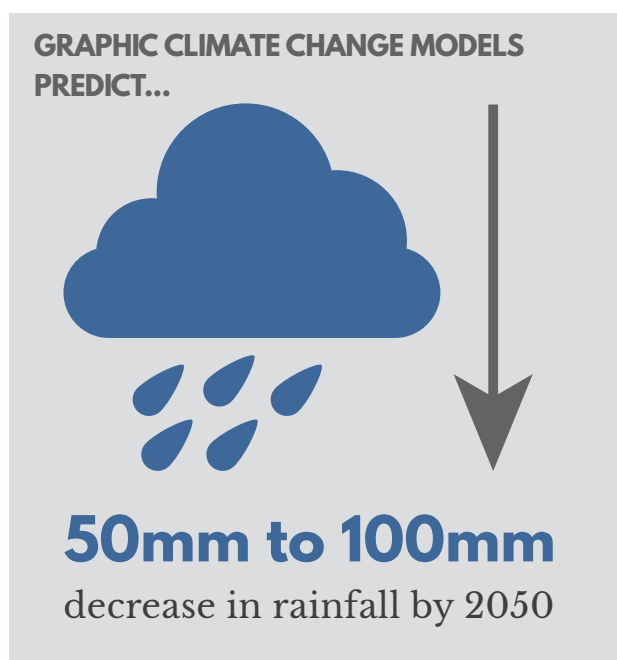 GRAPHIC CLIMATE CHANGE MODELS
PREDICT...
50mm to 100mm
decrease in rainfall by 2050